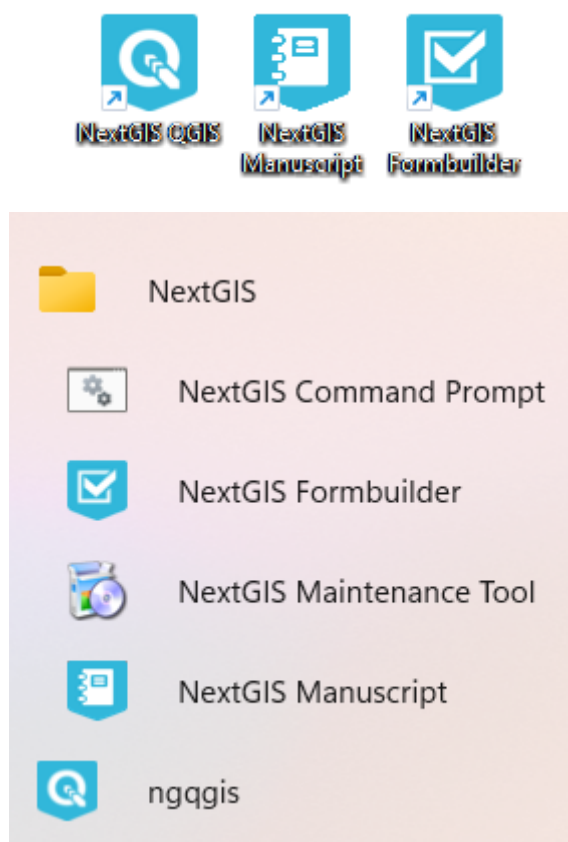 NextGIS QGIS
NextGIS
Manuscript
NextGIS
Formbuilder
NextGIS
NextGIS Command Prompt
NextGIS Formbuilder
NextGIS Maintenance Tool
NextGIS Manuscript
ngqgis